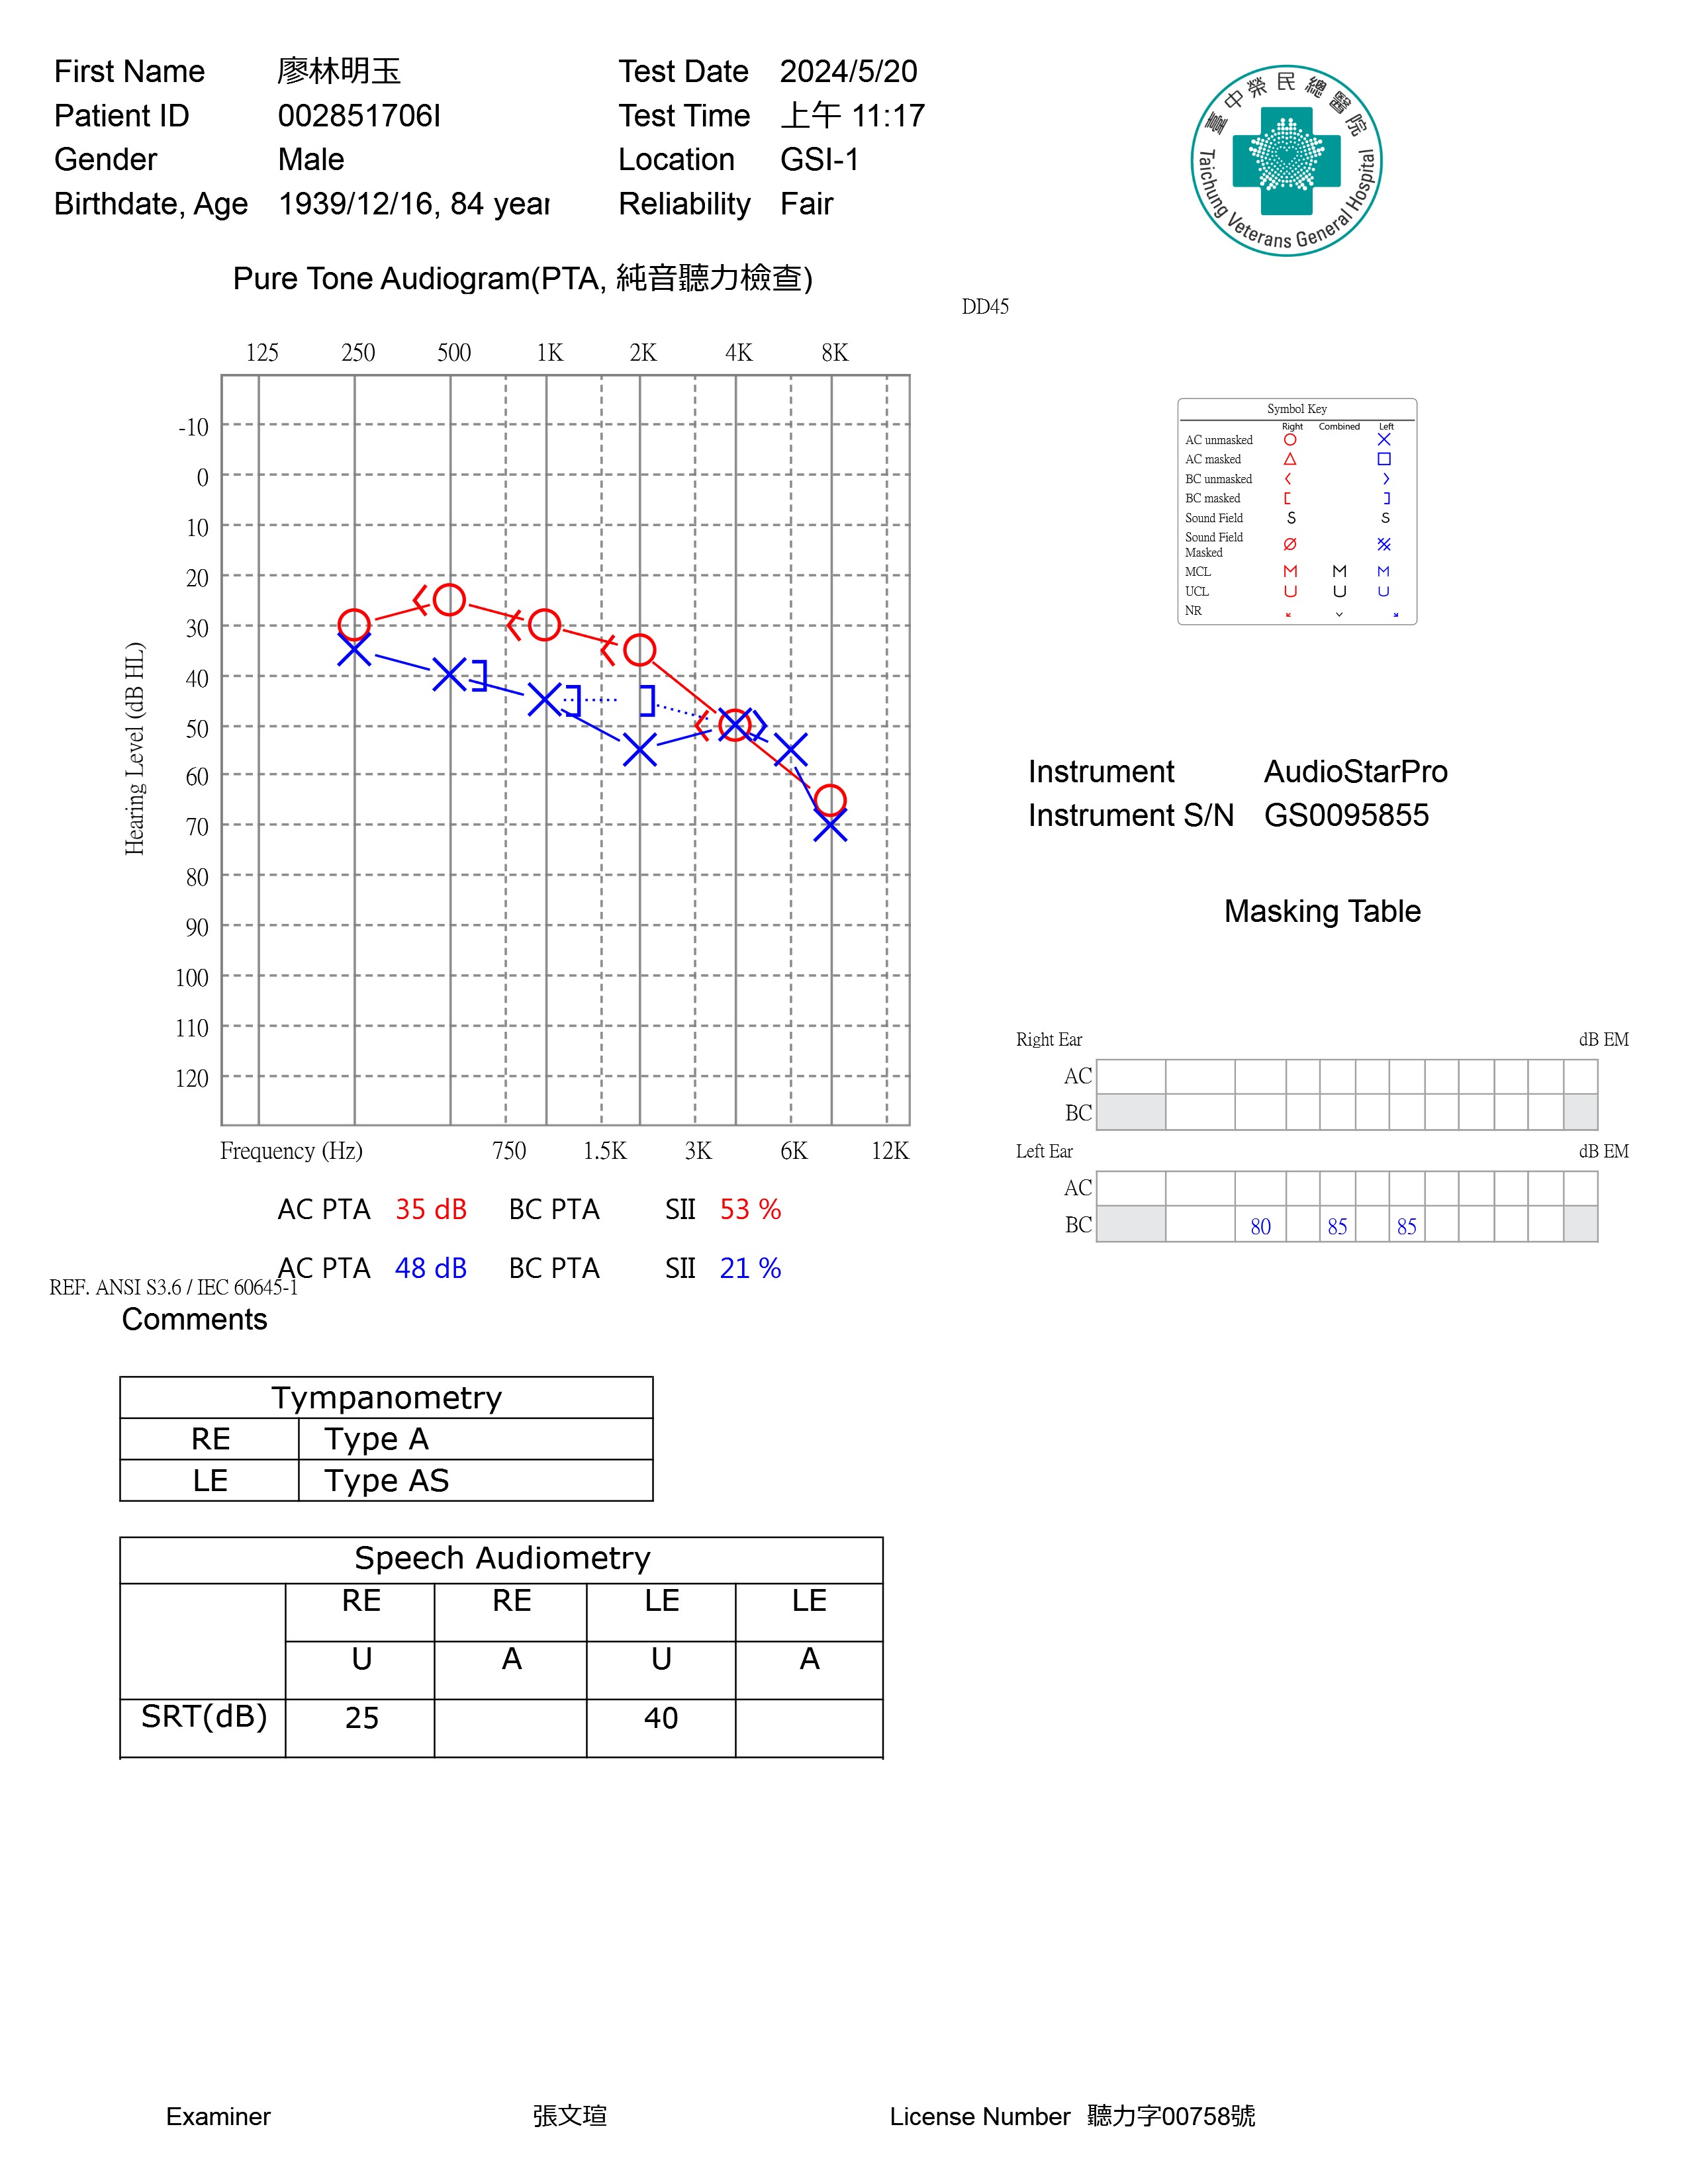 First Name 廖林明玉 Test Date 2024/5/20
Patient ID 002851706I Test Time 上午 11:17
Gender Male Location GSI-1
Birthdate, Age 1939/12/16, 84 year Reliability Fair
臺中榮民總醫院
Taichung Veterans General Hospital
Pure Tone Audiogram(PTA, 純音聽力檢查)
DD45
125 250 500 1K 2K 4K 8K
-10
0
10
20
30
40
50
60
70
80
90
100
110
120
Hearing Level (dB HL)
Frequency (Hz) 750 1.5K 3K 6K 12K
Symbol Key
Right Combined Left
AC unmasked
AC masked
BC unmasked
BC masked
Sound Field S S
Sound Field
Masked
MCL M M M
UCL U U U
NR
Instrument AudioStarPro
Instrument S/N GS0095855
Masking Table
Right Ear dB EM
AC
BC
Left Ear dB EM
AC
BC 80 85 85
AC PTA 35 dB BC PTA SII 53 %
AC PTA 48 dB BC PTA SII 21 %
REF. ANSI S3.6 / IEC 60645-1
Comments
Tympanometry
RE Type A
LE Type AS
Speech Audiometry
RE RE LE LE
U A U A
SRT(dB) 25 40
Examiner 張文瑄 License Number 聽力字00758號